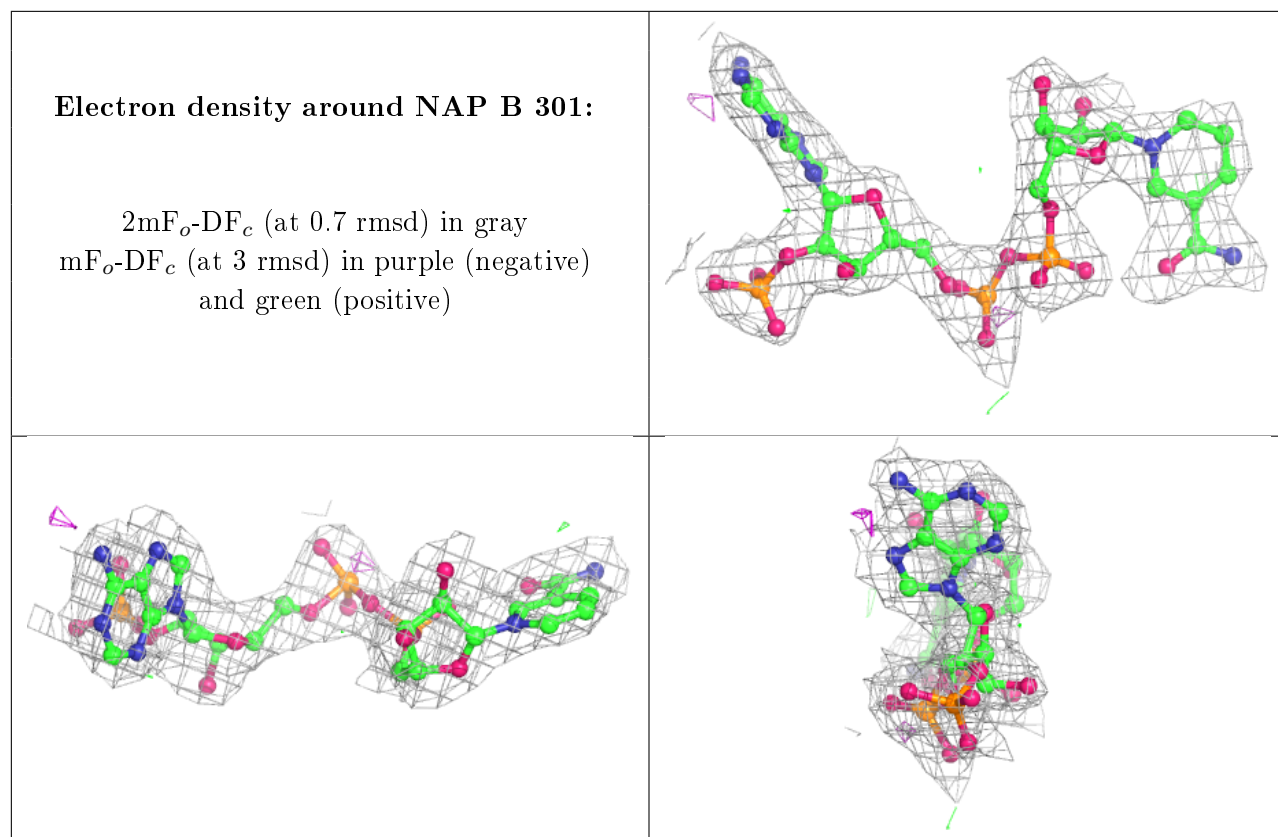 Electron density around NAP B 301:
2mFo-DFc (at 0.7 rmsd) in gray
mFo-DFc (at 3 rmsd) in purple (negative)
and green (positive)